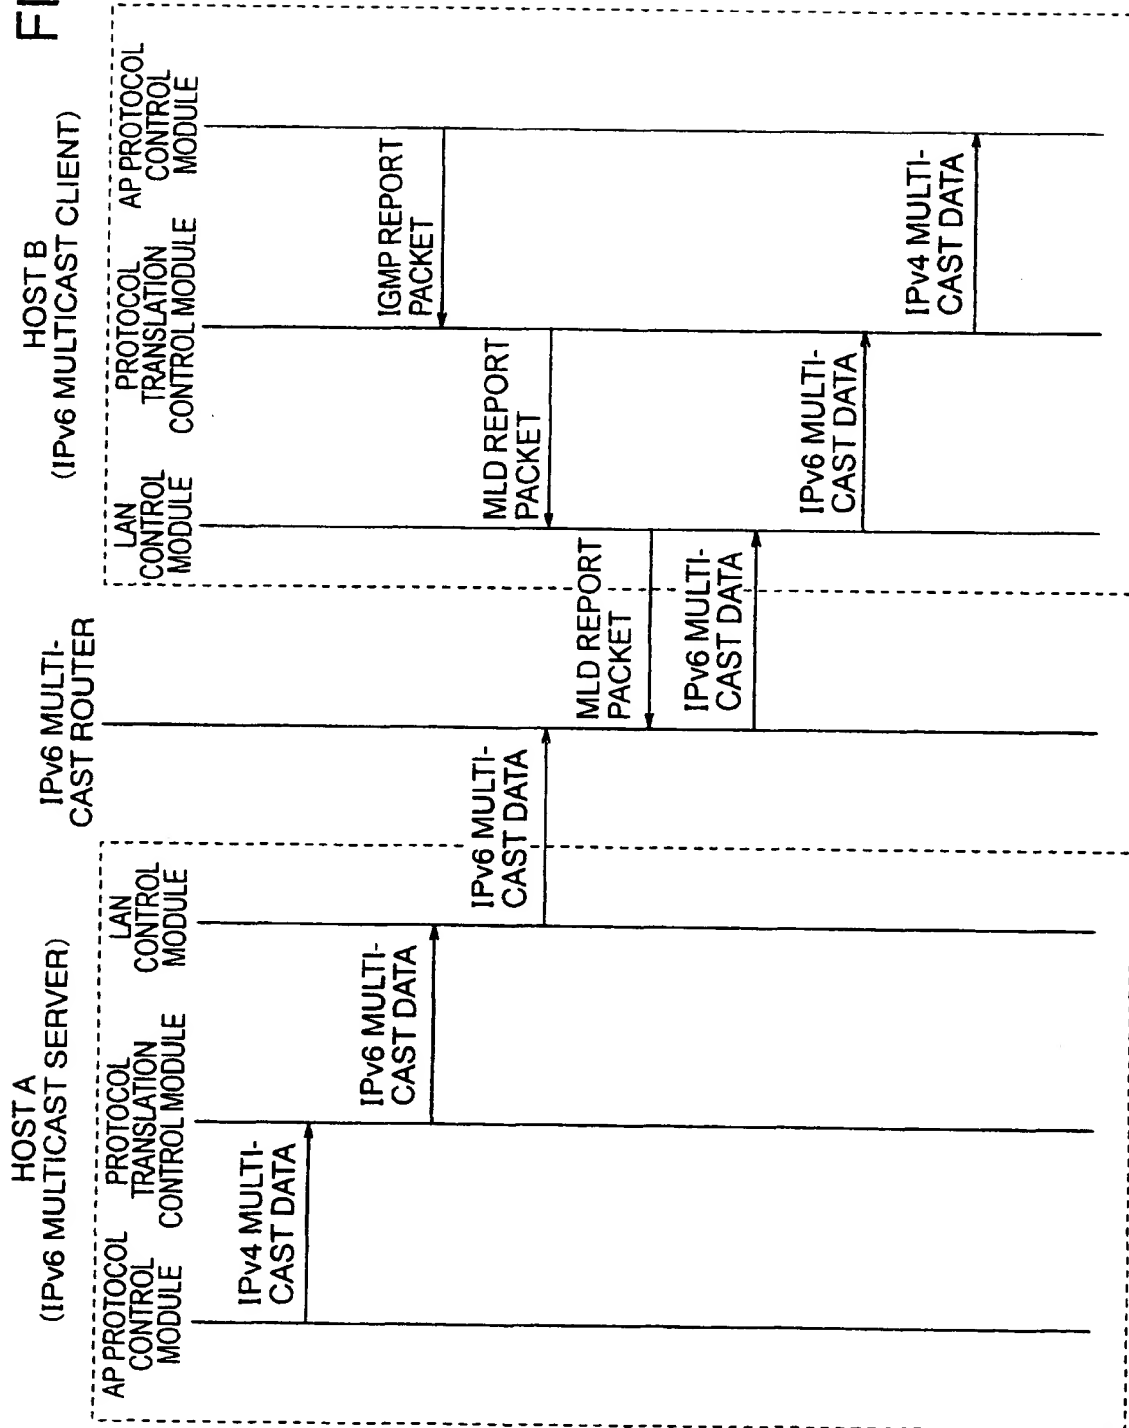 FI
HOST A
(IPv6 MULTICAST SERVER)
AP PROTOCOL
CONTROL
MODULE
PROTOCOL
TRANSLATION
CONTROL MODULE
LAN
CONTROL
MODULE
IPv6 MULTI-
CAST ROUTER
HOST B
(IPv6 MULTICAST CLIENT)
LAN
CONTROL
MODULE
PROTOCOL
TRANSLATION
CONTROL MODULE
AP PROTOCOL
CONTROL
MODULE
IPv4 MULTI-
CAST DATA
IPv6 MULTI-
CAST DATA
IPv6 MULTI-
CAST DATA
IGMP REPORT
PACKET
MLD REPORT
PACKET
MLD REPORT
PACKET
IPv6 MULTI-
CAST DATA
IPv6 MULTI-
CAST DATA
IPv4 MULTI-
CAST DATA